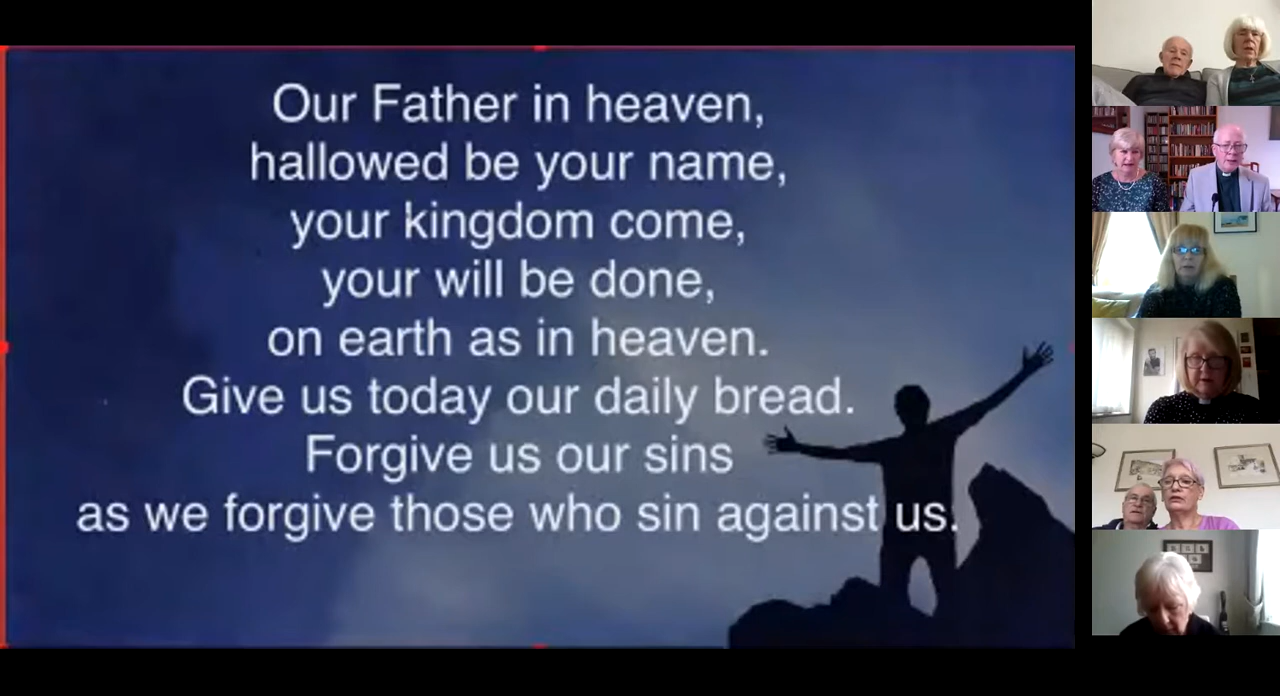 Our Father in heaven,
hallowed be your name,
your kingdom come,
your will be done,
on earth as in heaven.
Give us today our daily bread.
Forgive us our sins
as we forgive those who sin against us.